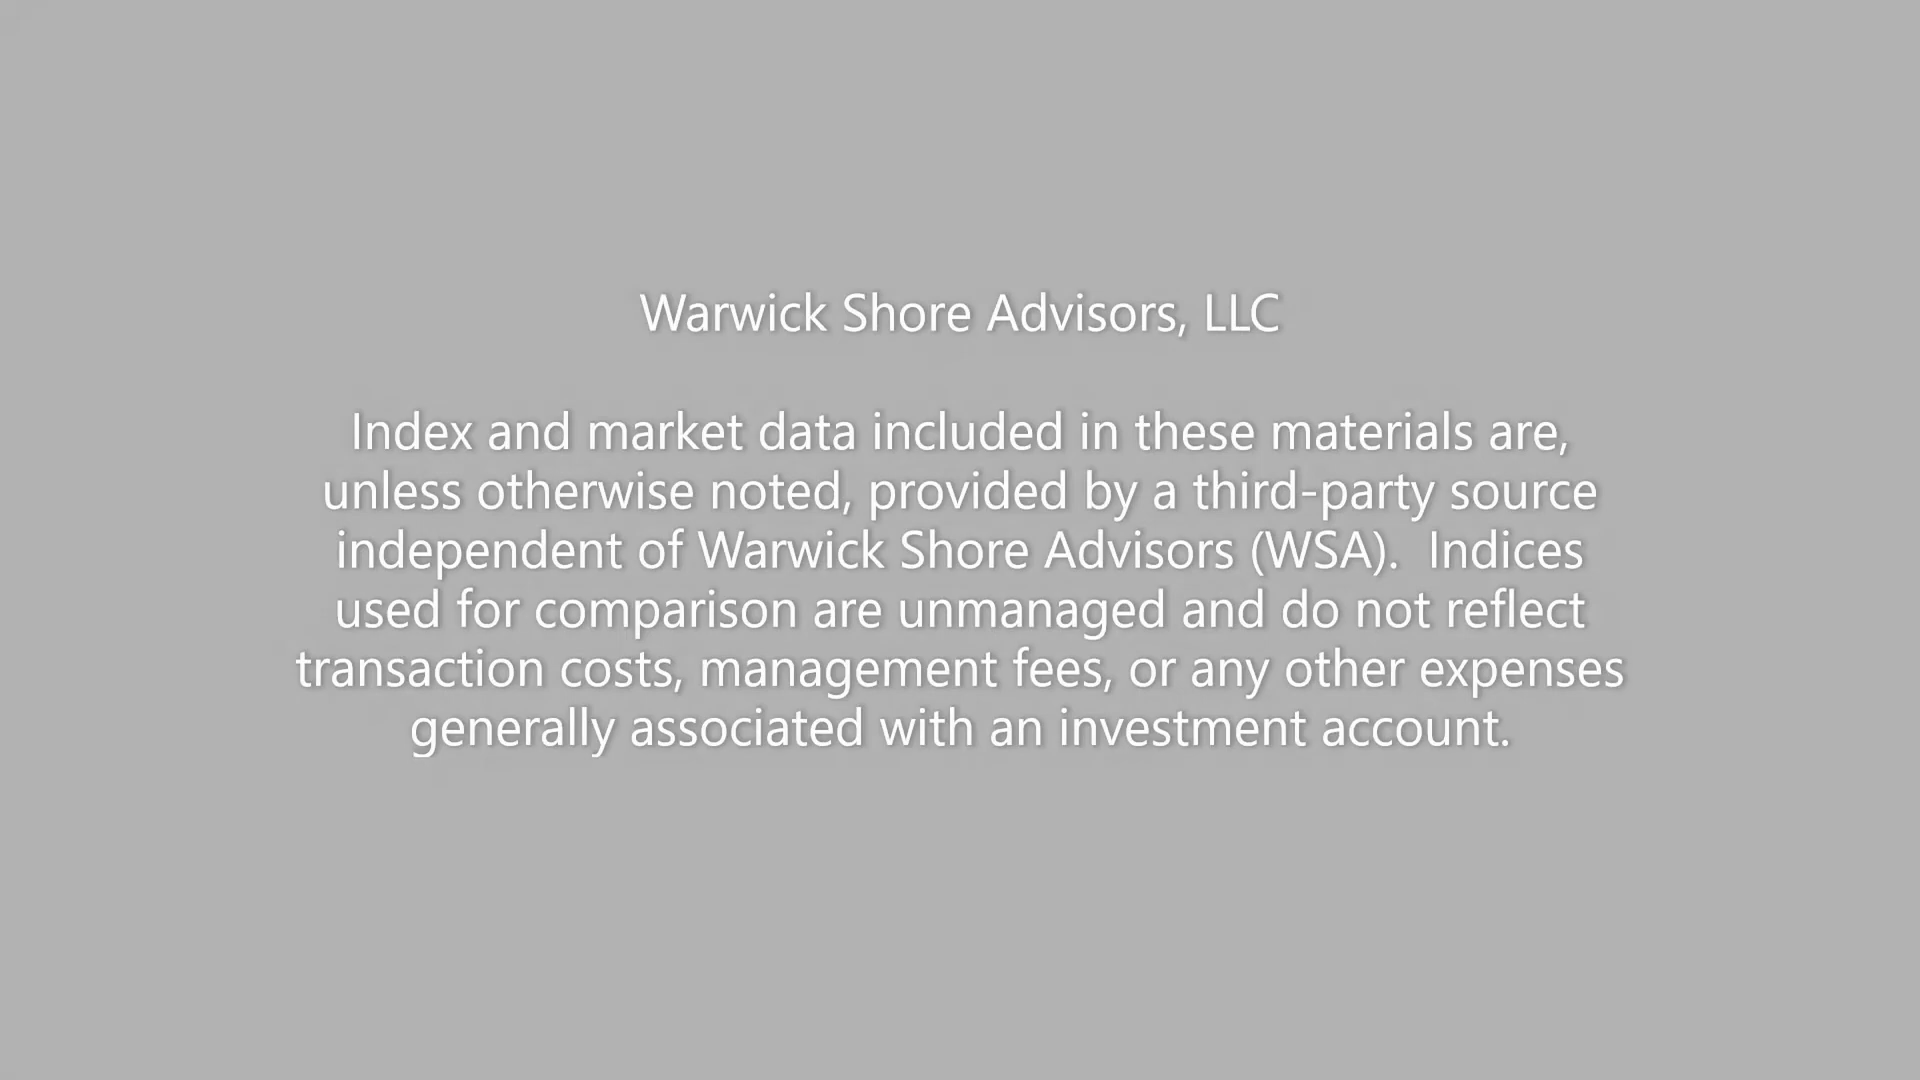 Warwick Shore Advisors, LLC
Index and market data included in these materials are,
unless otherwise noted, provided by a third-party source
independent of Warwick Shore Advisors (WSA).  Indices
used for comparison are unmanaged and do not reflect
transaction costs, management fees, or any other expenses
generally associated with an investment account.